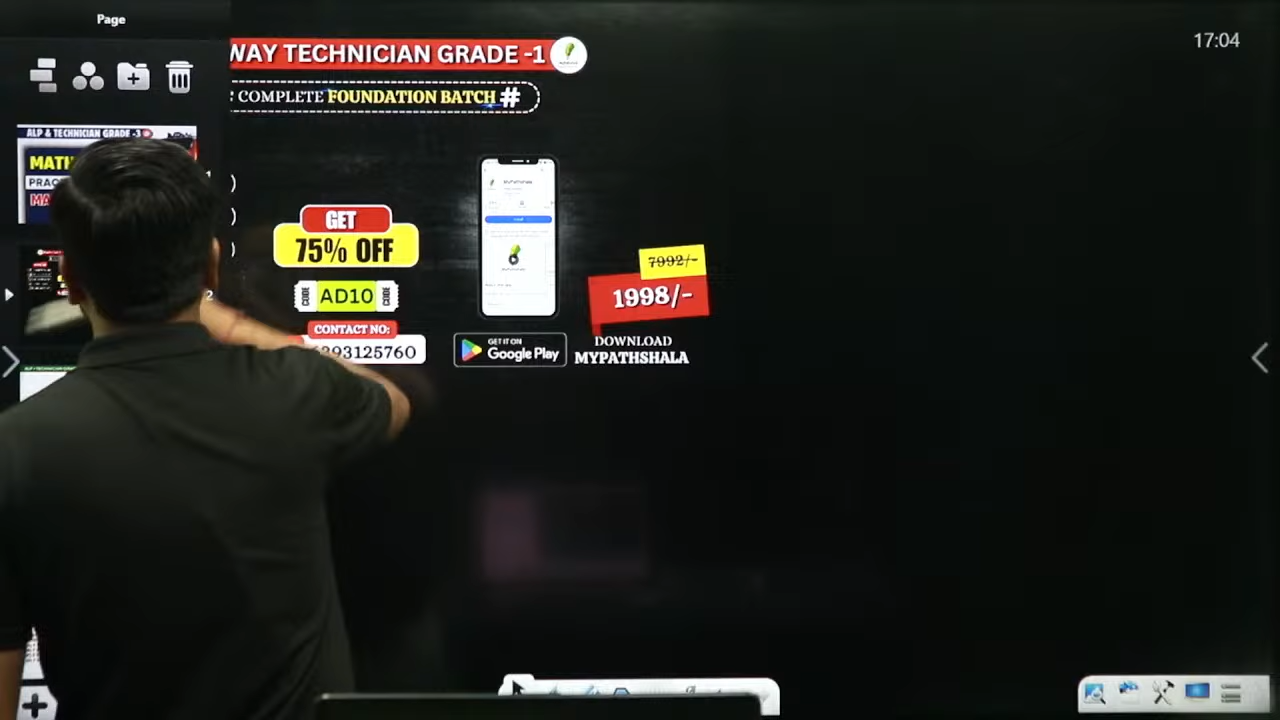 Page
17:04
WAY TECHNICIAN GRADE -1
COMPLETE FOUNDATION BATCH #
ALP & TECHNICIAN GRADE -3
GET
75% OFF
CODE AD10 CODE
CONTACT NO:
393125760
7992/-
1998/-
GET IT ON
Google Play
DOWNLOAD
MYPATHSHALA